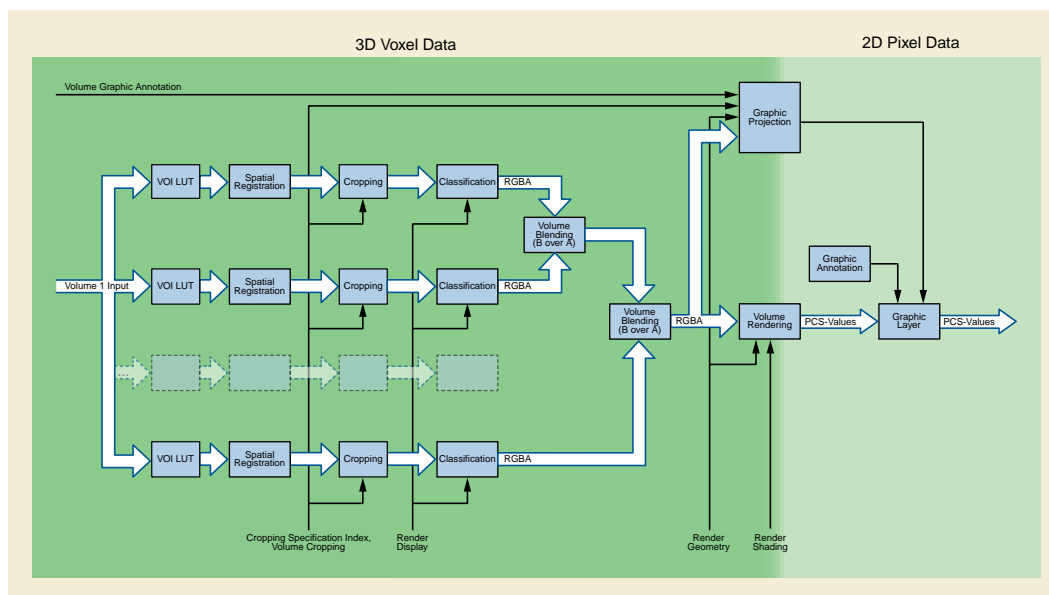 3D Voxel Data
2D Pixel Data
Volume Graphic Annotation
Graphic
Projection
VOI LUT
Spatial
Registration
Cropping
Classification
RGBA
Volume
Blending
(B over A)
Graphic
Annotation
Volume 1 Input
VOI LUT
Spatial
Registration
Cropping
Classification
RGBA
Volume
Blending
(B over A)
RGBA
Volume
Rendering
PCS-Values
Graphic
Layer
PCS-Values
...
VOI LUT
Spatial
Registration
Cropping
Classification
RGBA
Cropping Specification Index,
Volume Cropping
Render
Display
Render
Geometry
Render
Shading